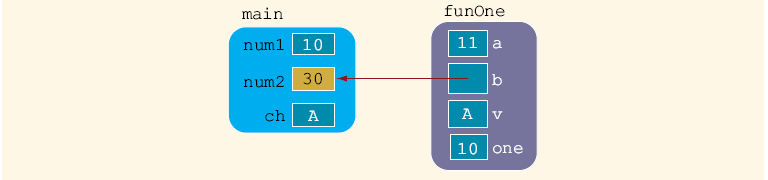 main
num1 10
num2 30
ch A
funOne
11 a
b
A v
10 one